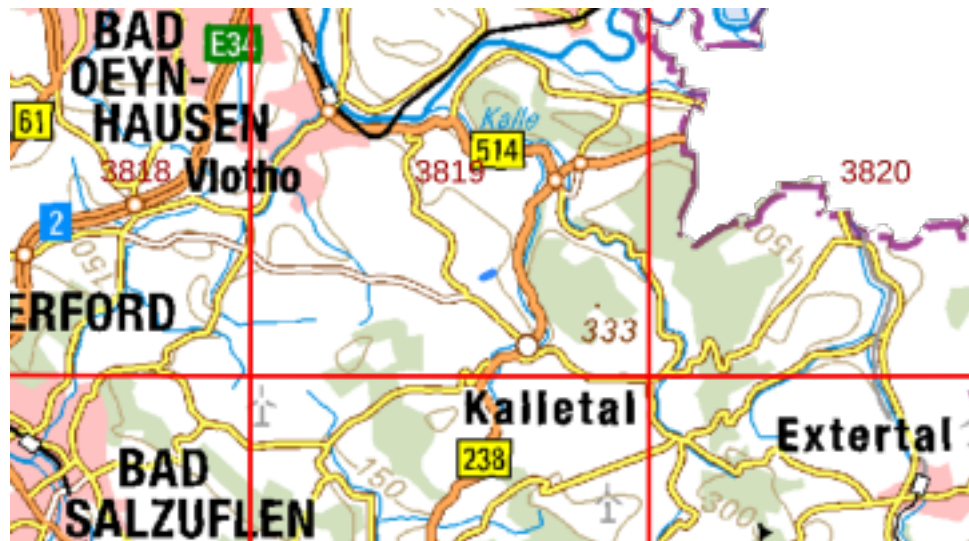 BAD
OEYN-
HAUSEN
E34
61
Kalle
514
3818
Vlotho
3819
3820
2
150
150
ERFORD
333
Kalletal
Extertal
238
BAD
SALZUFLEN
150
300